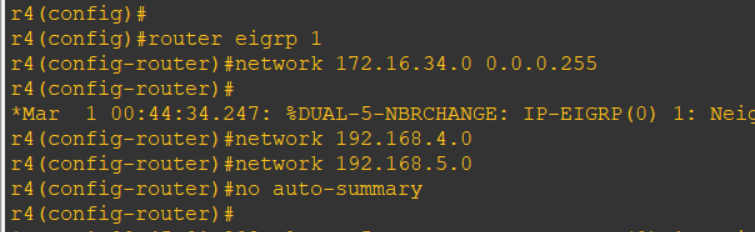 r4(config)#
r4(config)#router eigrp 1
r4(config-router)#network 172.16.34.0 0.0.0.255
r4(config-router)#
*Mar  1 00:44:34.247: %DUAL-5-NBRCHANGE: IP-EIGRP(0) 1:
r4(config-router)#network 192.168.4.0
r4(config-router)#network 192.168.5.0
r4(config-router)#no auto-summary
r4(config-router)#